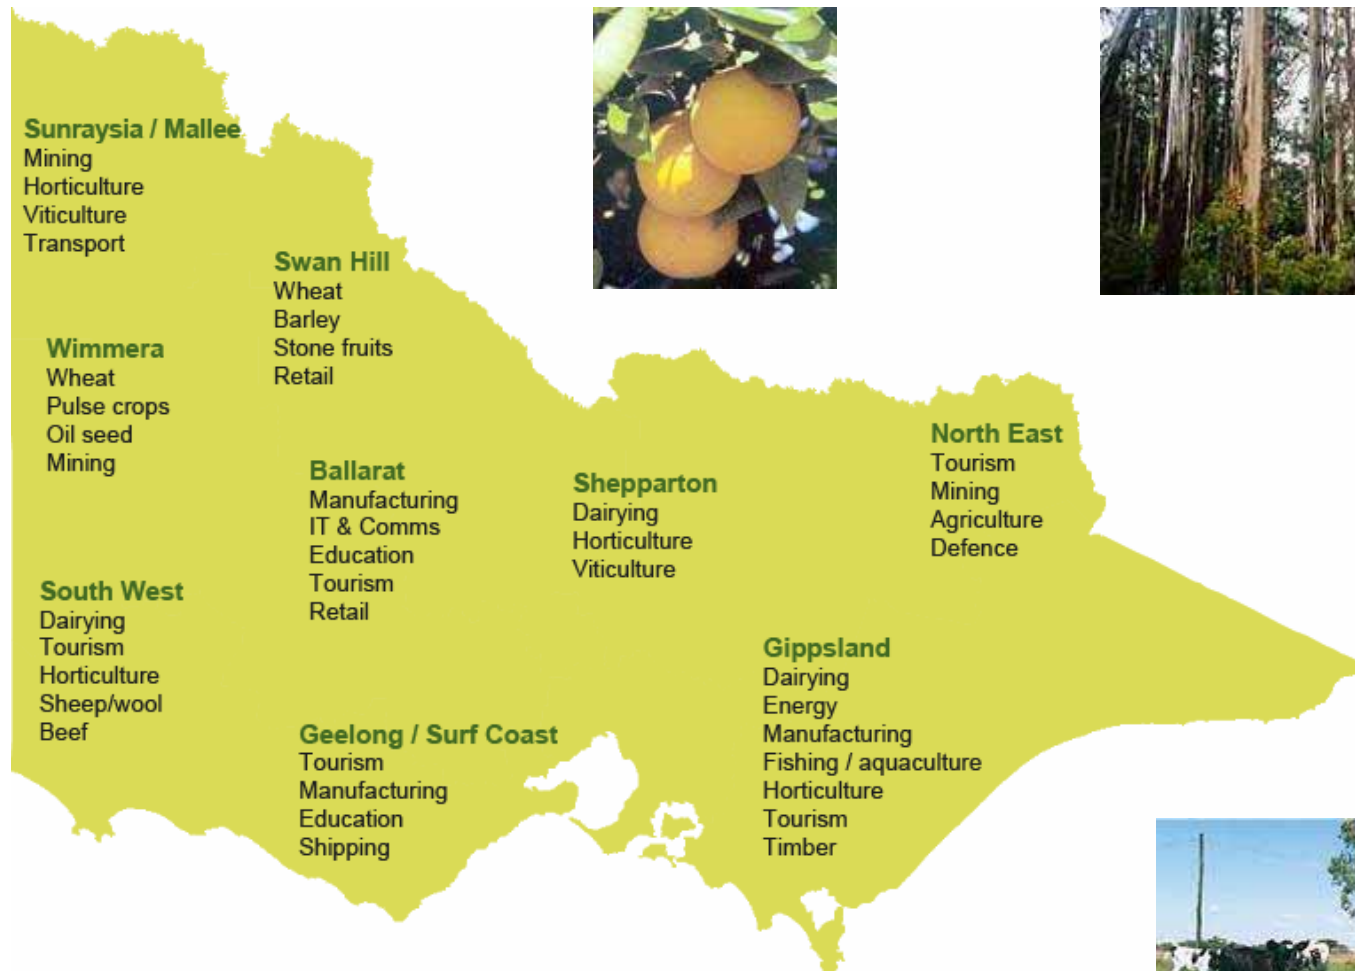 Sunraysia / Mallee
Mining
Horticulture
Viticulture
Transport
Swan Hill
Wheat
Barley
Stone fruits
Retail
Wimmera
Wheat
Pulse crops
Oil seed
Mining
North East
Tourism
Mining
Agriculture
Defence
Ballarat
Manufacturing
IT & Comms
Education
Tourism
Retail
Shepparton
Dairying
Horticulture
Viticulture
South West
Dairying
Tourism
Horticulture
Sheep/wool
Beef
Gippsland
Dairying
Energy
Manufacturing
Fishing / aquaculture
Horticulture
Tourism
Timber
Geelong / Surf Coast
Tourism
Manufacturing
Education
Shipping